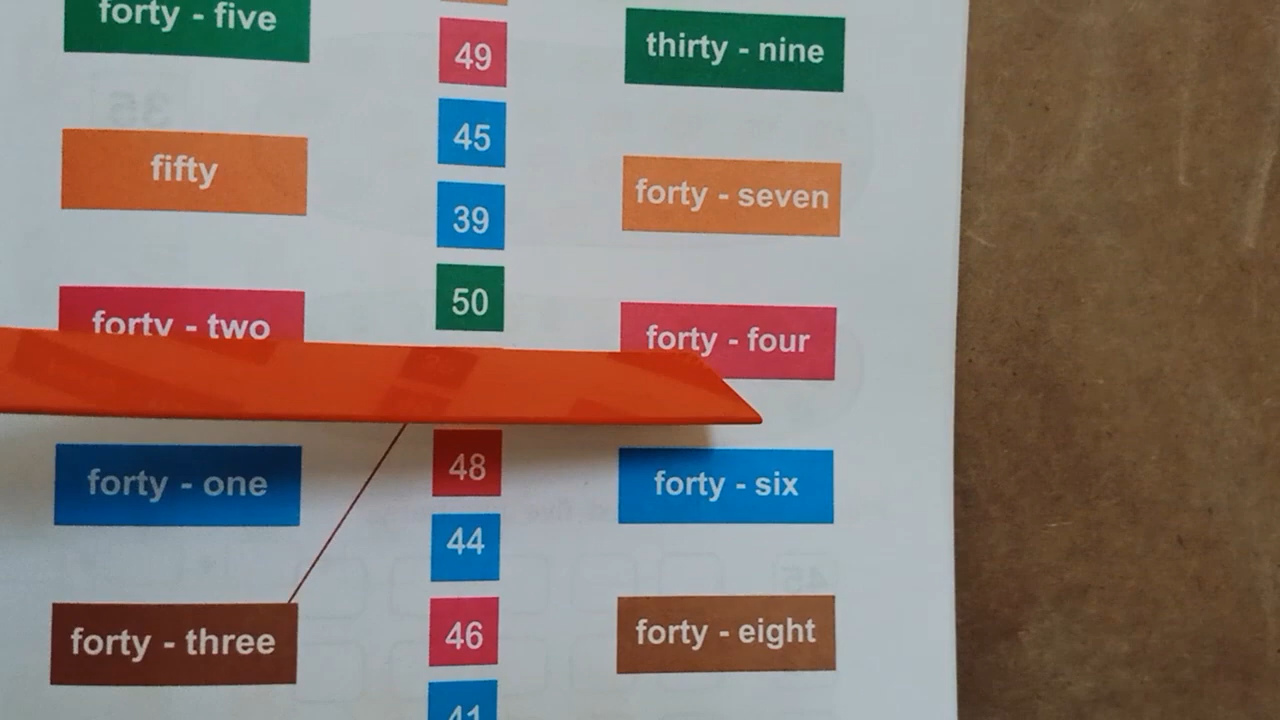 forty - five
49
thirty - nine
45
fifty
forty - seven
39
50
forty - two
forty - four
48
forty - one
forty - six
44
46
forty - three
forty - eight
41